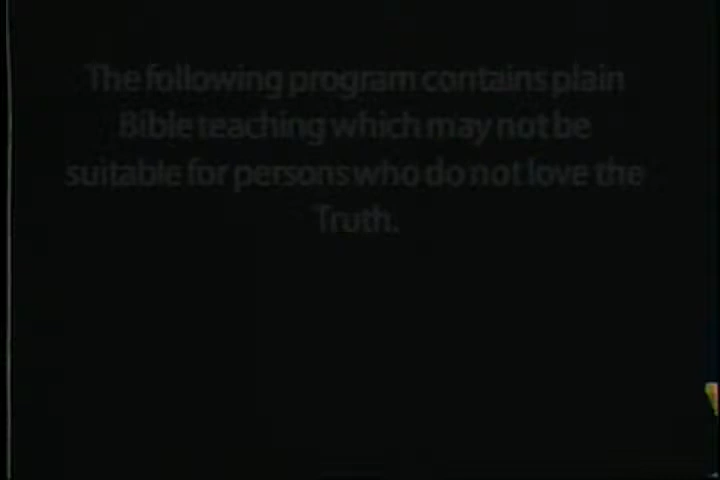 The following program contains plain
Bible teaching which may not be
suitable for persons who do not love the
Truth.